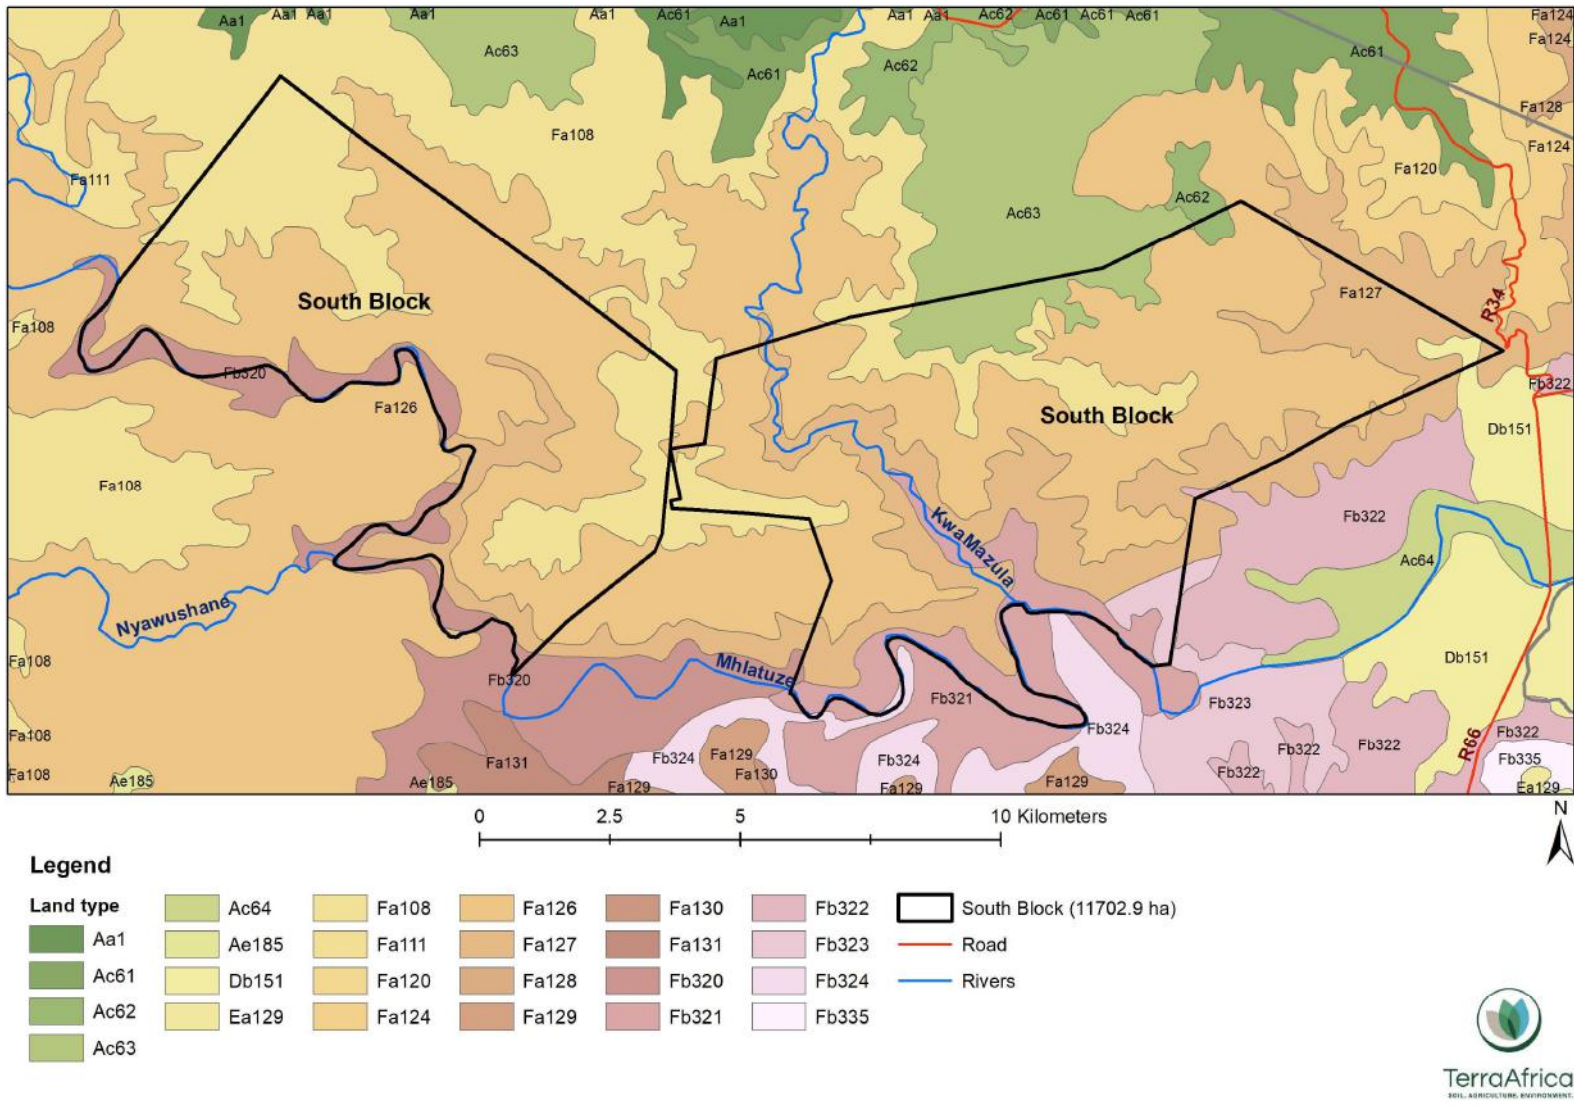 Aa1 Aa1 Aa1 Aa1 Fa1 Ac61 Aa1 Aa1 Aa1 Ac62 Ac61 Ac61 Ac61 Fa124
Fa124
Ac63 Ac61 Ac62 Ac61
Fa128
Fa108 Fa124
Fa111 Fa120
Ac62
Ac63
South Block Fa127 R34
Fa108
Fb320 Fb322
Fa126 South Block
Db151
Fa108 KwaMazula Fb322
Ac64
Nyawushane
Fa108 Mhlatuze Db151
Fb320 Fb321 Fb323
Fb324
Fa108 R66 Fb322
Fb324 Fa129 Fb324 Fb322 Fb322
Fa108 Ae185 Fa131 Ae185 Fa129 Fa130 Fa129 Fa129 Fb322 Fb335
Ea129
0 2.5 5 10 Kilometers
N
Legend
Land type
Aa1
Ac61
Ac62
Ac63
Ac64
Ae185
Db151
Ea129
Fa108
Fa111
Fa120
Fa124
Fa126
Fa127
Fa128
Fa129
Fa130
Fa131
Fb320
Fb321
Fb322
Fb323
Fb324
Fb335
South Block (11702.9 ha)
Road
Rivers
TerraAfrica
SOIL. AGRICULTURE. ENVIRONMENT.